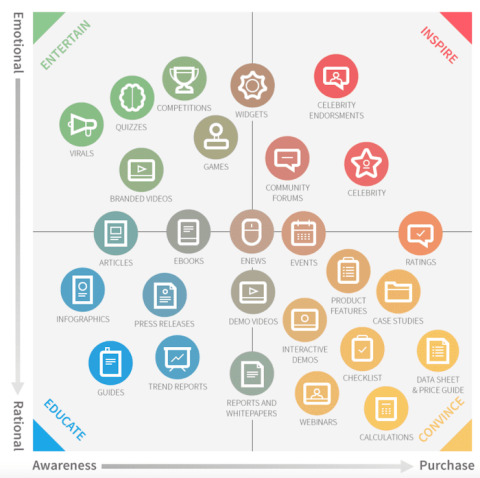 Emotional
ENTERTAIN
INSPIRE
COMPETITIONS
WIDGETS
CELEBRITY
ENDORSMENTS
QUIZZES
VIRALS
GAMES
BRANDED VIDEOS
COMMUNITY
FORUMS
CELEBRITY
ARTICLES
EBOOKS
ENEWS
EVENTS
RATINGS
INFOGRAPHICS
PRESS RELEASES
DEMO VIDEOS
PRODUCT
FEATURES
CASE STUDIES
INTERACTIVE
DEMOS
GUIDES
TREND REPORTS
CHECKLIST
DATA SHEET
& PRICE GUIDE
REPORTS AND
WHITEPAPERS
WEBINARS
CALCULATIONS
Rational
EDUCATE
CONVINCE
Awareness
Purchase